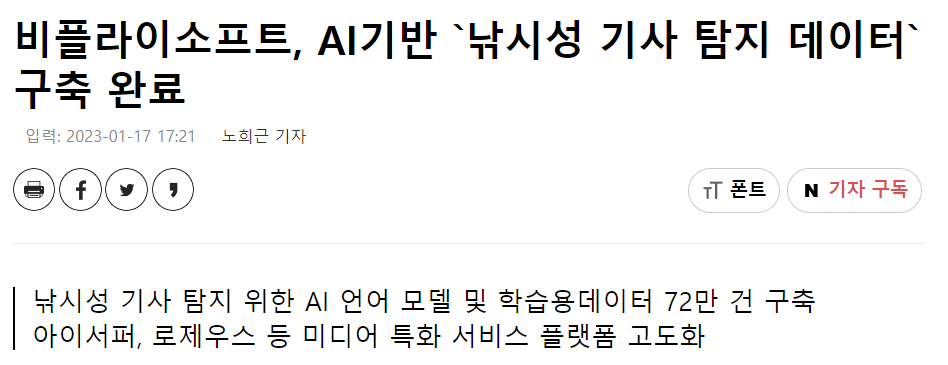 비플라이소프트, AI기반 `낚시성 기사 탐지 데이터`
구축 완료
입력: 2023-01-17 17:21 노희근 기자
폰트 N 기자 구독
낚시성 기사 탐지 위한 AI 언어 모델 및 학습용데이터 72만 건 구축
아이서퍼, 로제우스 등 미디어 특화 서비스 플랫폼 고도화